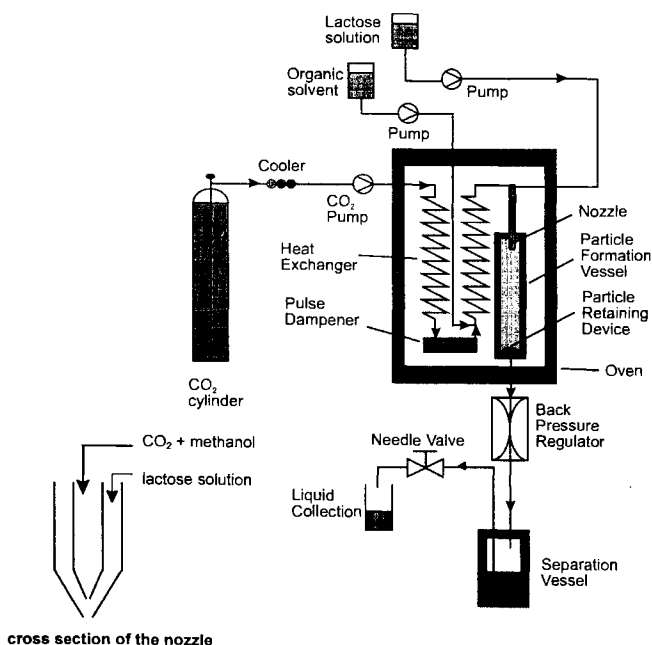 Lactose
solution
Organic
solvent
Pump
Pump
Cooler
CO₂
Pump
Nozzle
Particle
Formation
Vessel
Heat
Exchanger
Particle
Retaining
Device
Pulse
Dampener
Oven
CO₂
cylinder
Back
Pressure
Regulator
Needle Valve
CO₂ + methanol
lactose solution
Liquid
Collection
Separation
Vessel
cross section of the nozzle